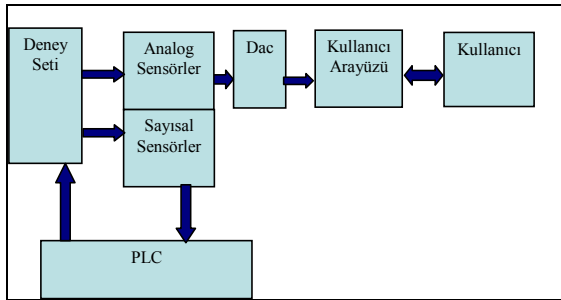 Deney
Seti
Analog
Sensörler
Dac
Kullanıcı
Arayüzü
Kullanıcı
Sayısal
Sensörler
PLC